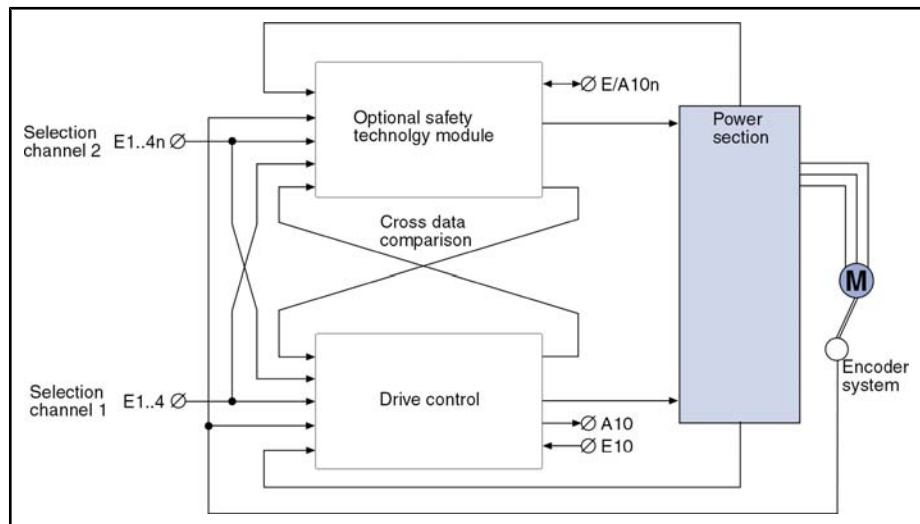 Optional safety
technolgy module
E/A10n
Power
section
Selection
channel 2
E1..4n
Cross data
comparison
M
Encoder
system
Selection
channel 1
E1..4
Drive control
A10
E10